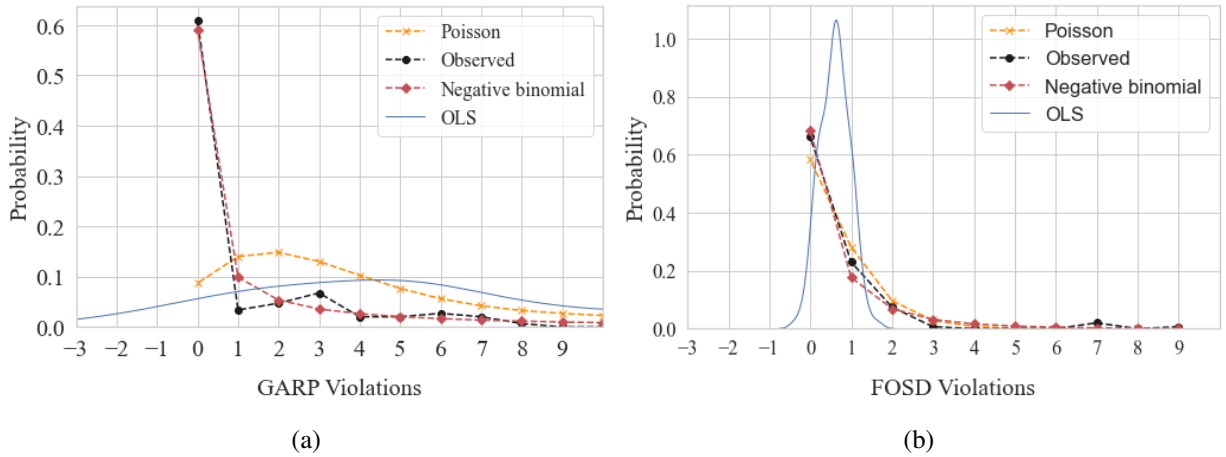 0.6
0.5
0.4
0.3
0.2
0.1
0.0
Probability
Poisson
Observed
Negative binomial
OLS
−3 −2 −1 0 1 2 3 4 5 6 7 8 9
GARP Violations
(a)
1.0
0.8
0.6
0.4
0.2
0.0
Probability
Poisson
Observed
Negative binomial
OLS
−3 −2 −1 0 1 2 3 4 5 6 7 8 9
FOSD Violations
(b)